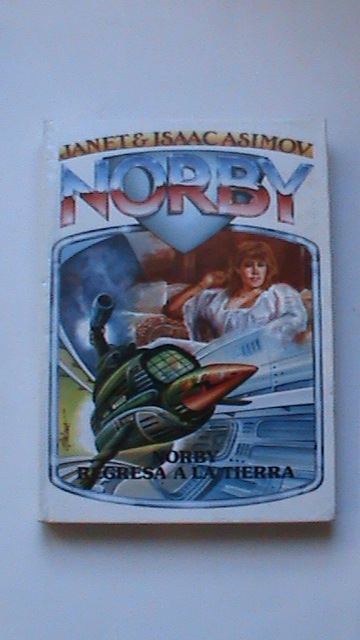 JANET & ISAAC ASIMOV
NORBY
NORBY
REGRESA A LA TIERRA